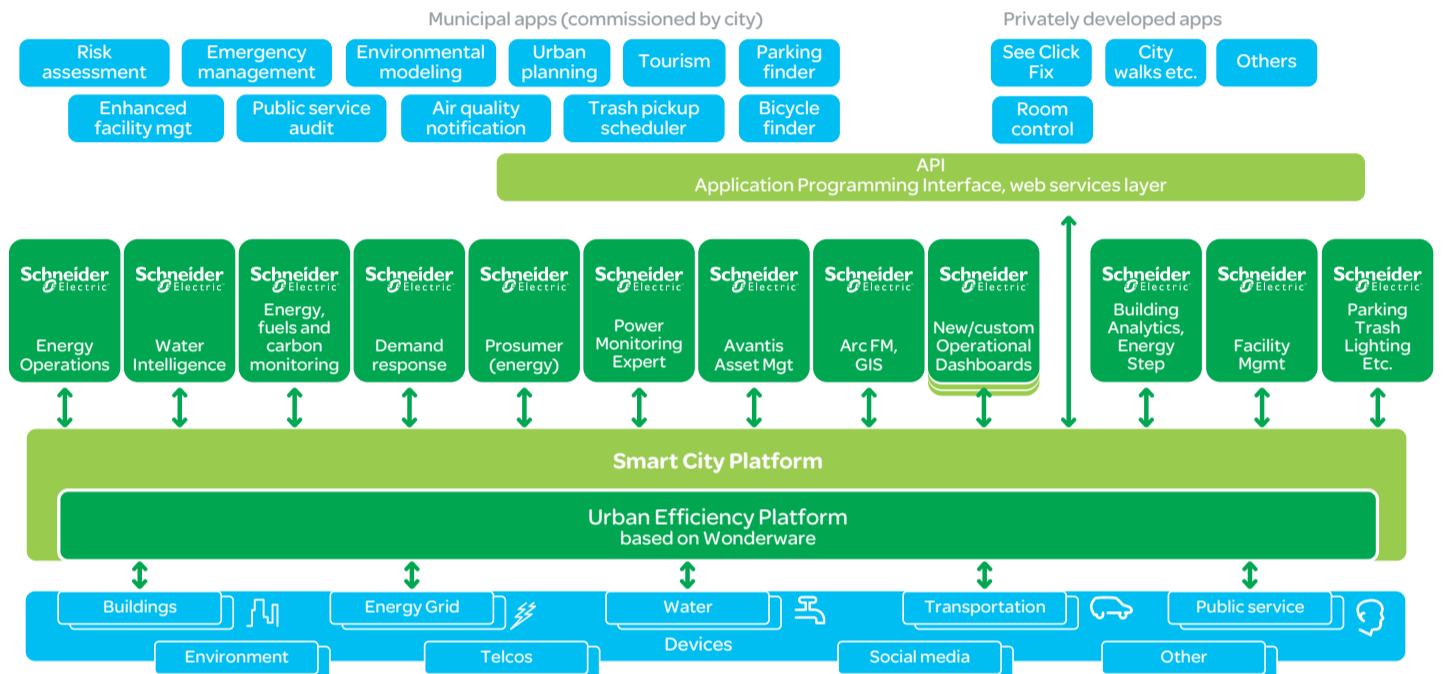 Municipal apps (commissioned by city)
Privately developed apps
Risk
assessment
Emergency
management
Environmental
modeling
Urban
planning
Tourism
Parking
finder
See Click
Fix
City
walks etc.
Others
Enhanced
facility mgt
Public service
audit
Air quality
notification
Trash pickup
scheduler
Bicycle
finder
Room
control
API
Application Programming Interface, web services layer
Schneider
Electric
Energy
Operations
Schneider
Electric
Water
Intelligence
Schneider
Electric
Energy,
fuels and
carbon
monitoring
Schneider
Electric
Demand
response
Schneider
Electric
Prosumer
(energy)
Schneider
Electric
Power
Monitoring
Expert
Schneider
Electric
Avantis
Asset Mgt
Schneider
Electric
Arc FM,
GIS
Schneider
Electric
New/custom
Operational
Dashboards
Schneider
Electric
Building
Analytics,
Energy
Step
Schneider
Electric
Facility
Mgmt
Schneider
Electric
Parking
Trash
Lighting
Etc.
Smart City Platform
Urban Efficiency Platform
based on Wonderware
Buildings
Energy Grid
Water
Transportation
Public service
Devices
Environment
Telcos
Social media
Other